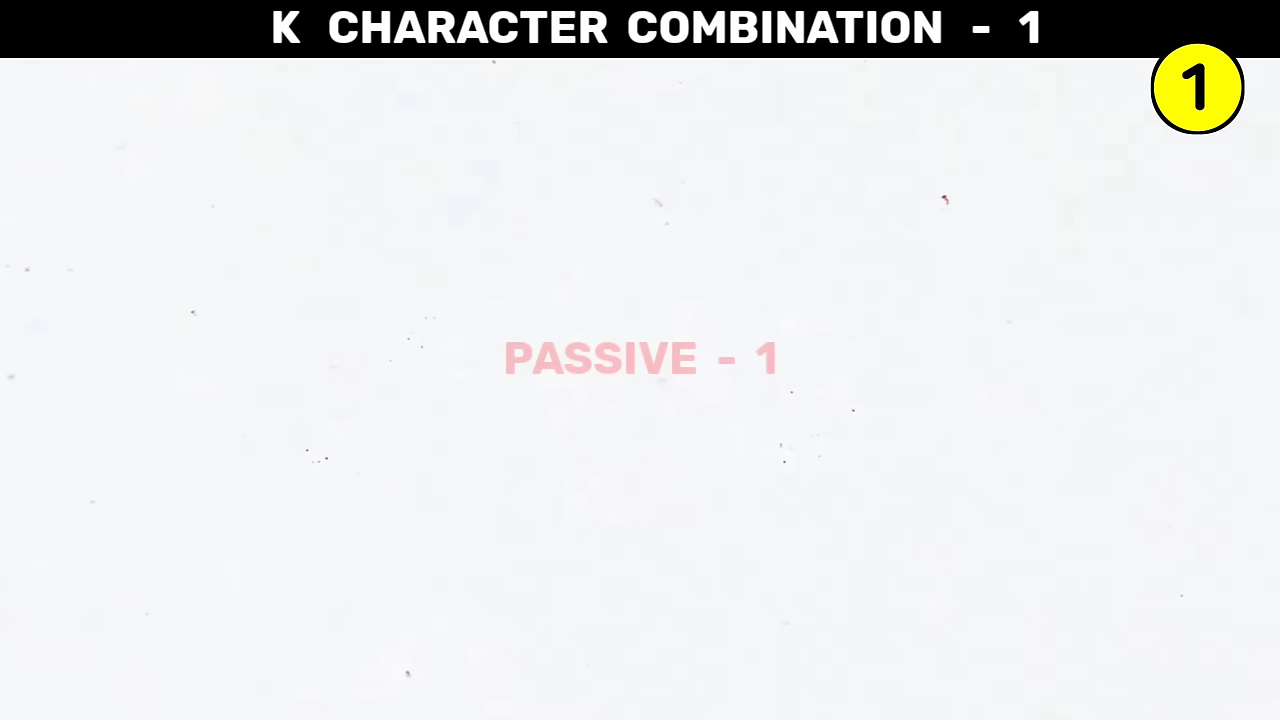 K CHARACTER COMBINATION - 1
1
PASSIVE - 1